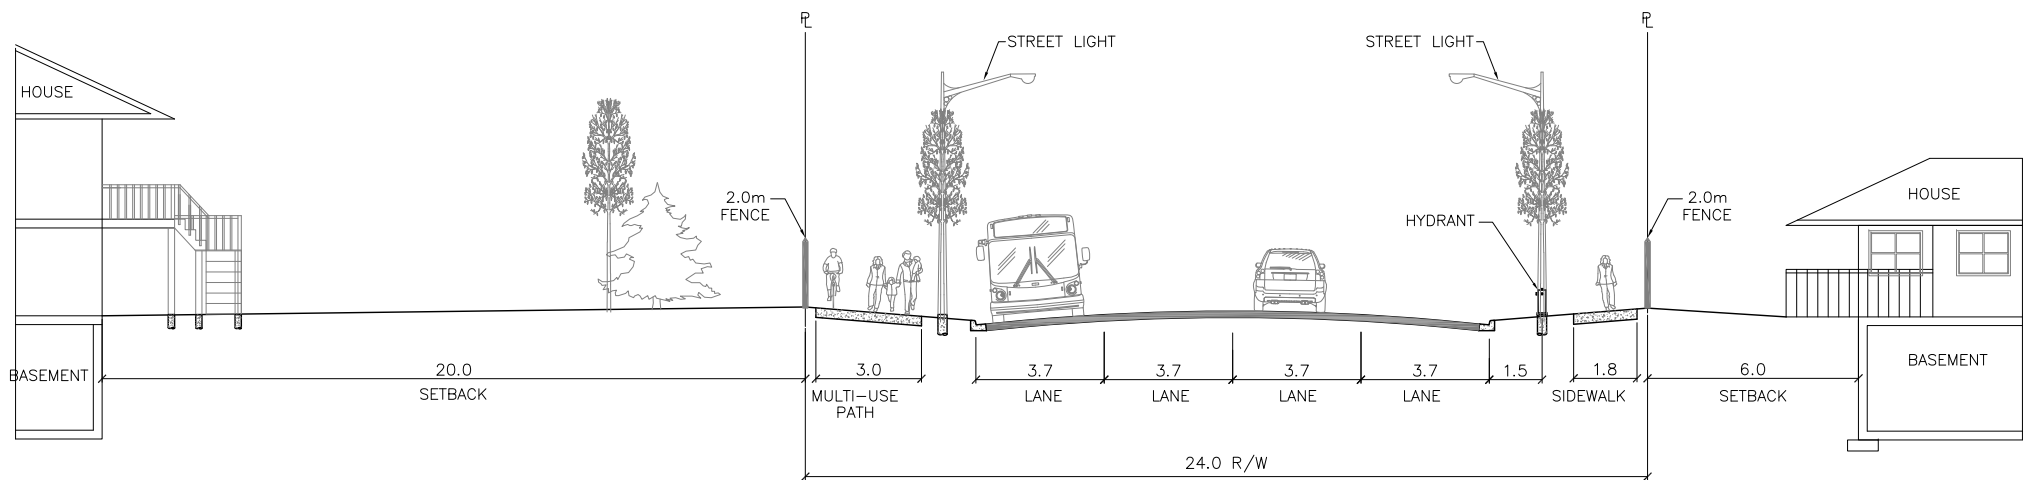 ℄
℄
STREET LIGHT
STREET LIGHT
HOUSE
2.0m
FENCE
HYDRANT
2.0m
FENCE
HOUSE
BASEMENT
20.0
SETBACK
3.0
MULTI-USE
PATH
3.7
LANE
3.7
LANE
3.7
LANE
3.7
LANE
1.5
1.8
SIDEWALK
6.0
SETBACK
BASEMENT
24.0 R/W